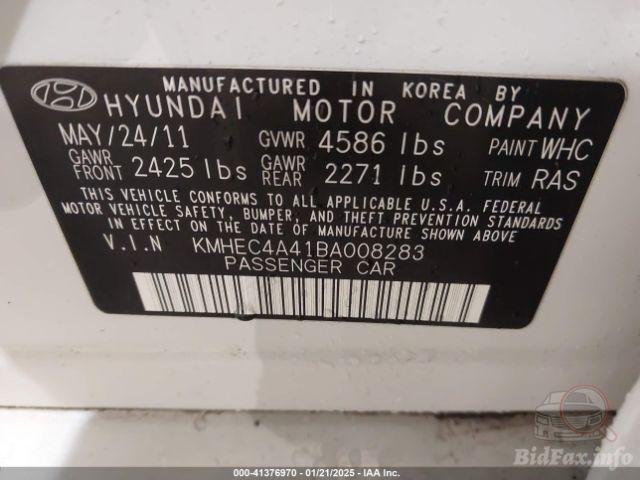 MANUFACTURED IN KOREA BY
HYUNDAI MOTOR COMPANY
MAY/24/11 GVWR 4586 lbs PAINT WHC
GAWR FRONT 2425 lbs GAWR REAR 2271 lbs TRIM RAS
THIS VEHICLE CONFORMS TO ALL APPLICABLE U.S.A. FEDERAL
MOTOR VEHICLE SAFETY, BUMPER, AND THEFT PREVENTION STANDARDS
IN EFFECT ON THE DATE OF MANUFACTURE SHOWN ABOVE
V.I.N KMHEC4A41BA008283
PASSENGER CAR
BidFax.info
000-41376970 - 01/21/2025 - IAA Inc.